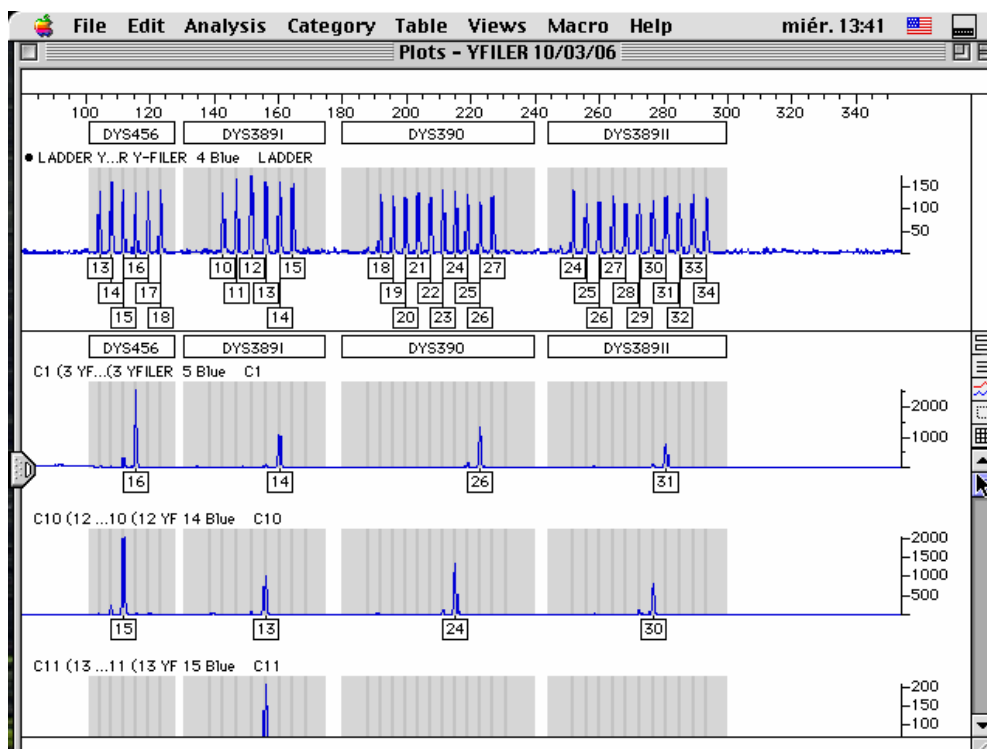 File Edit Analysis Category Table Views Macro Help miér. 13:41
Plots - YFILER 10/03/06
100 120 140 160 180 200 220 240 260 280 300 320 340
DYS456 DYS389I DYS390 DYS389II
LADDER Y...R Y-FILER 4 Blue LADDER
150
100
50
13 16 10 12 15 18 21 24 27 24 27 30 33
14 17 11 13 19 22 25 25 28 31 34
15 18 14 20 23 26 26 29 32
DYS456 DYS389I DYS390 DYS389II
C1 (3 YF...(3 YFILER 5 Blue C1
2000
1000
16 14 26 31
C10 (12 ...10 (12 YF 14 Blue C10
2000
1500
1000
500
15 13 24 30
C11 (13 ...11 (13 YF 15 Blue C11
200
150
100